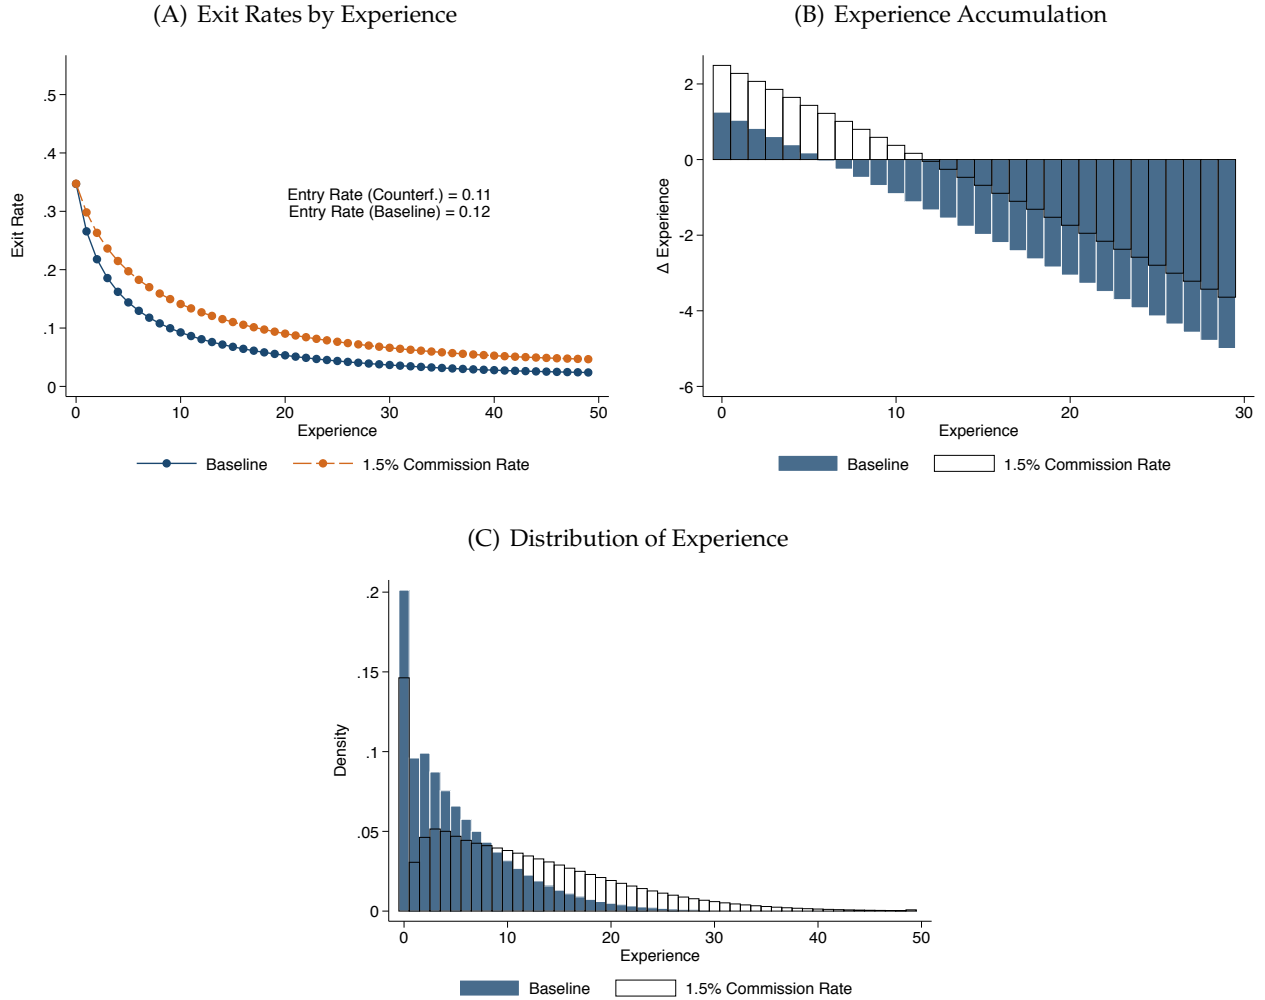 (A) Exit Rates by Experience
.5
.4
.3
.2
.1
0
Exit Rate
Entry Rate (Counterf.) = 0.11
Entry Rate (Baseline) = 0.12
0 10 20 30 40 50
Experience
Baseline 1.5% Commission Rate
(B) Experience Accumulation
2
0
-2
-4
-6
Δ Experience
0 10 20 30
Experience
Baseline 1.5% Commission Rate
(C) Distribution of Experience
.2
.15
.1
.05
0
Density
0 10 20 30 40 50
Experience
Baseline 1.5% Commission Rate